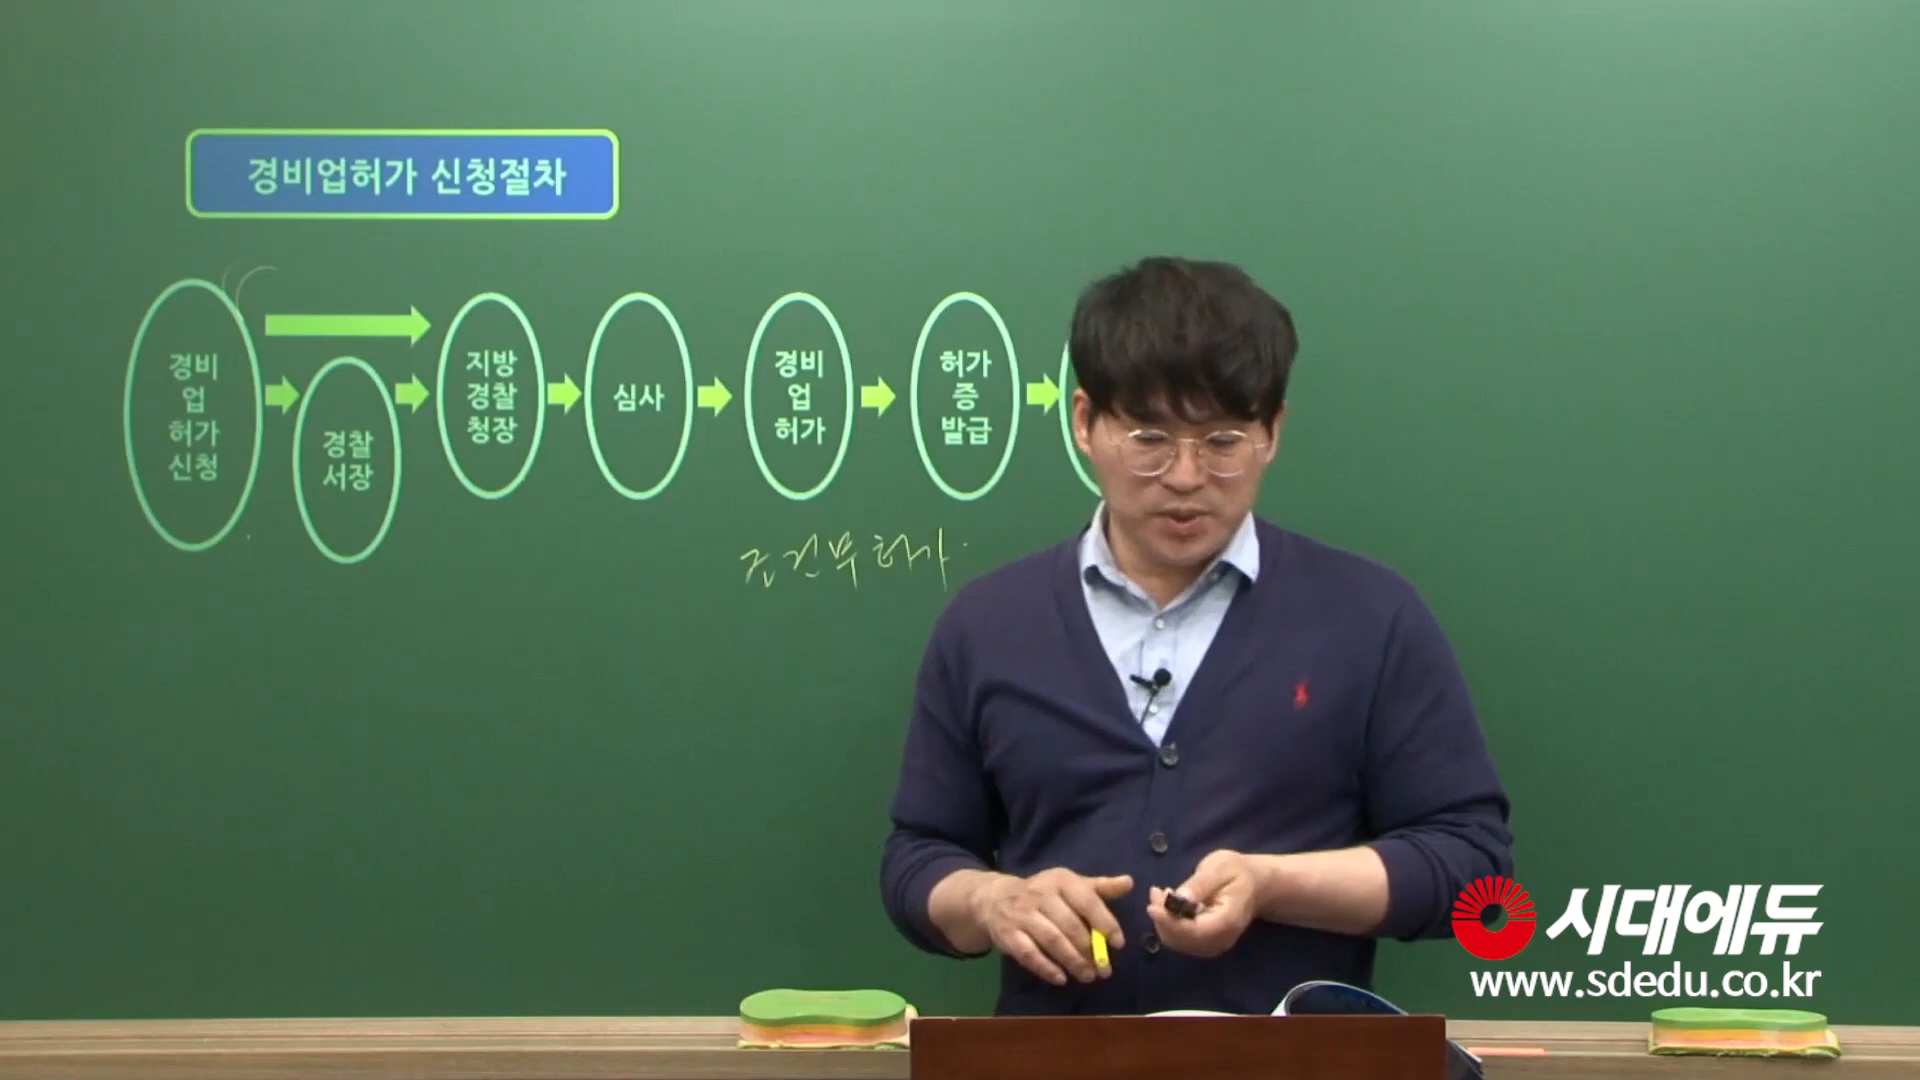 경비업허가 신청절차
경비
업
허가
신청
경찰
서장
지방
경찰
청장
심사
경비
업
허가
허가
증
발급
조건부 허가
시대에듀
www.sdedu.co.kr